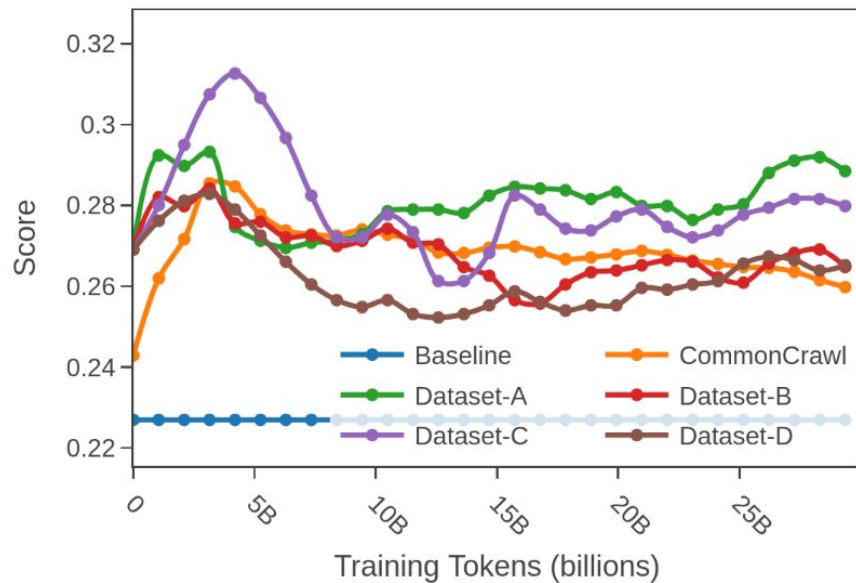 0.32
0.3
0.28
0.26
0.24
0.22
Score
Baseline CommonCrawl
Dataset-A Dataset-B
Dataset-C Dataset-D
0 5B 10B 15B 20B 25B
Training Tokens (billions)